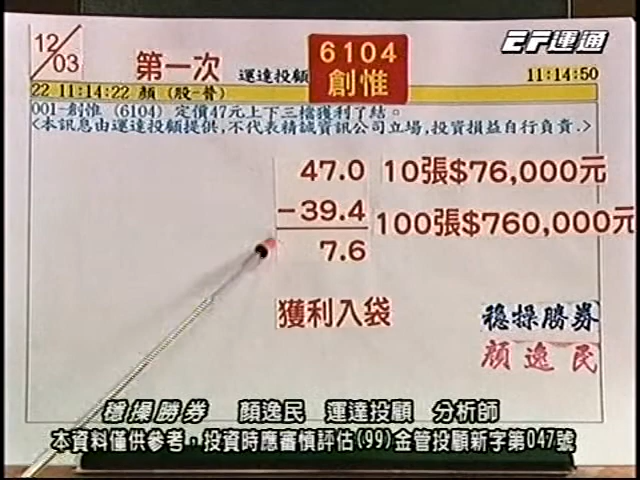 12/03
第一次
運達投顧
6104
創惟
EF運通
11:14:50
22 11:14:22 顏 (股-普)
001-創惟 (6104) 定價47元上下三檔獲利了結。
<本訊息由運達投顧提供,不代表精誠資訊公司立場,投資損益自行負責.>
47.0 10張$76,000元
-39.4 100張$760,000元
7.6
獲利入袋
穩操勝券
顏逸民
穩操勝券 顏逸民 運達投顧 分析師
本資料僅供參考,投資時應審慎評估(99)金管投顧新字第047號